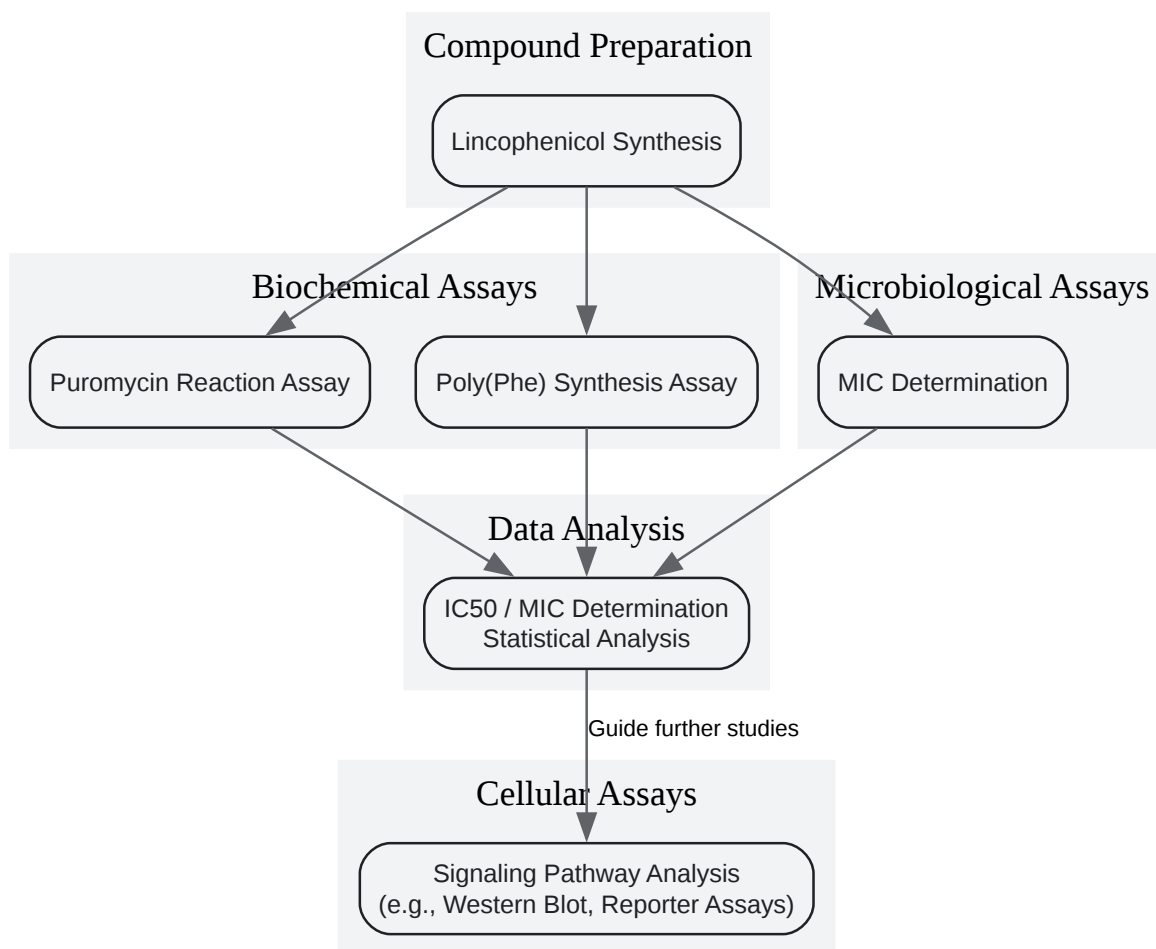 Compound Preparation
Lincophenicol Synthesis
Biochemical Assays
Microbiological Assays
Puromycin Reaction Assay
Poly(Phe) Synthesis Assay
MIC Determination
Data Analysis
IC50 / MIC Determination
Statistical Analysis
Guide further studies
Cellular Assays
Signaling Pathway Analysis
(e.g., Western Blot, Reporter Assays)